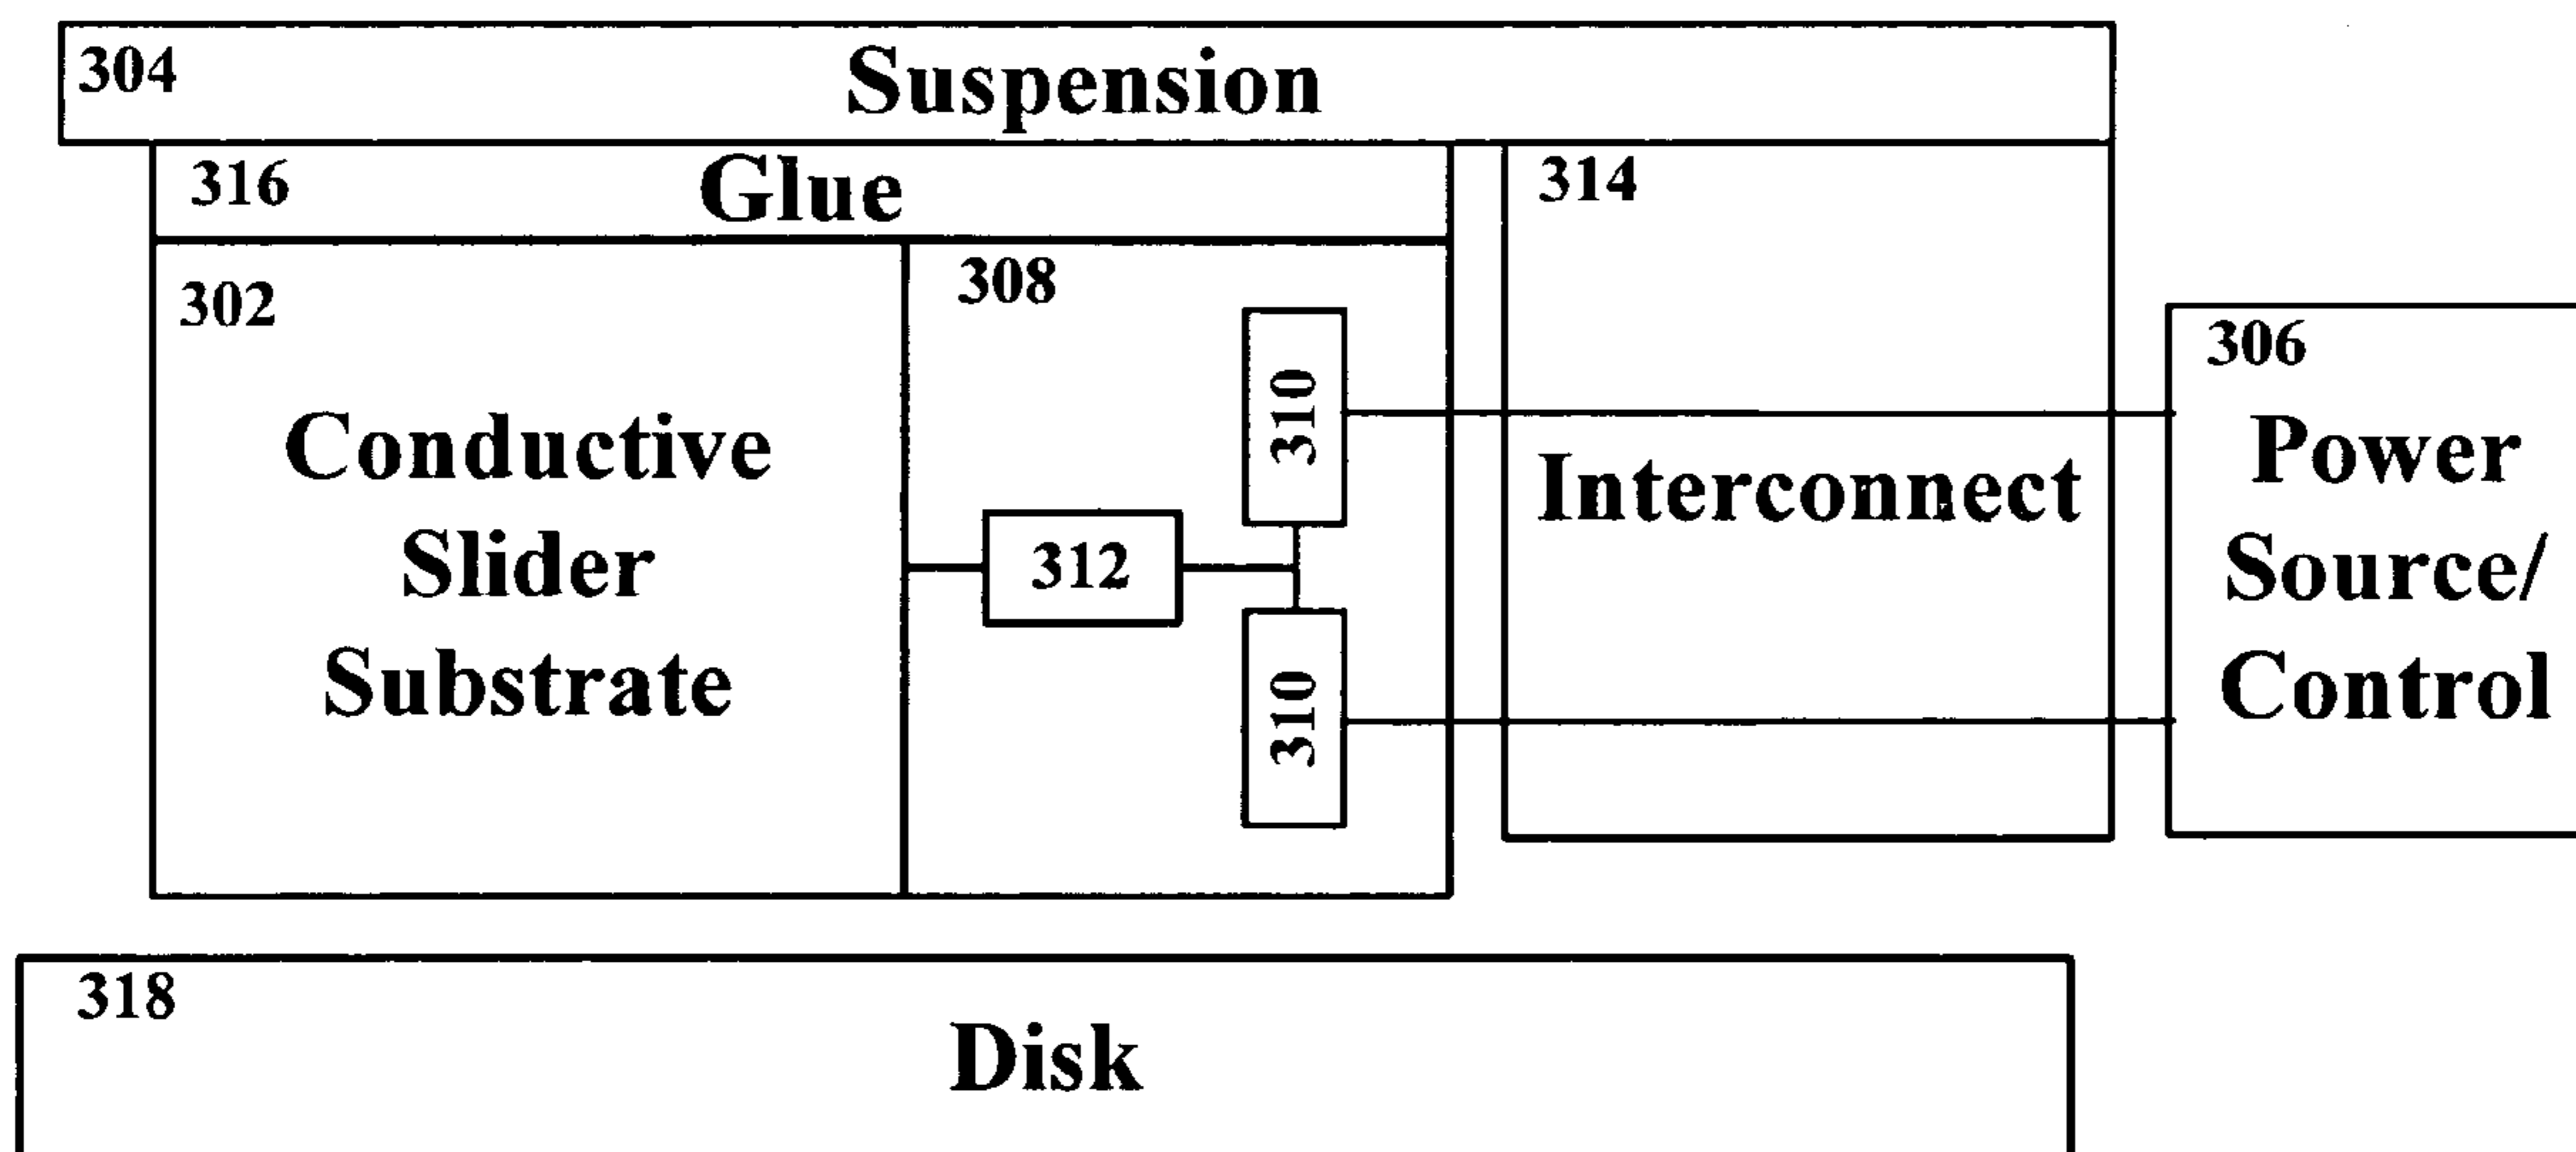 304
Suspension
316
Glue
314
302
308
306
310
Conductive
Slider
Substrate
312
310
Interconnect
Power
Source/
Control
318
Disk